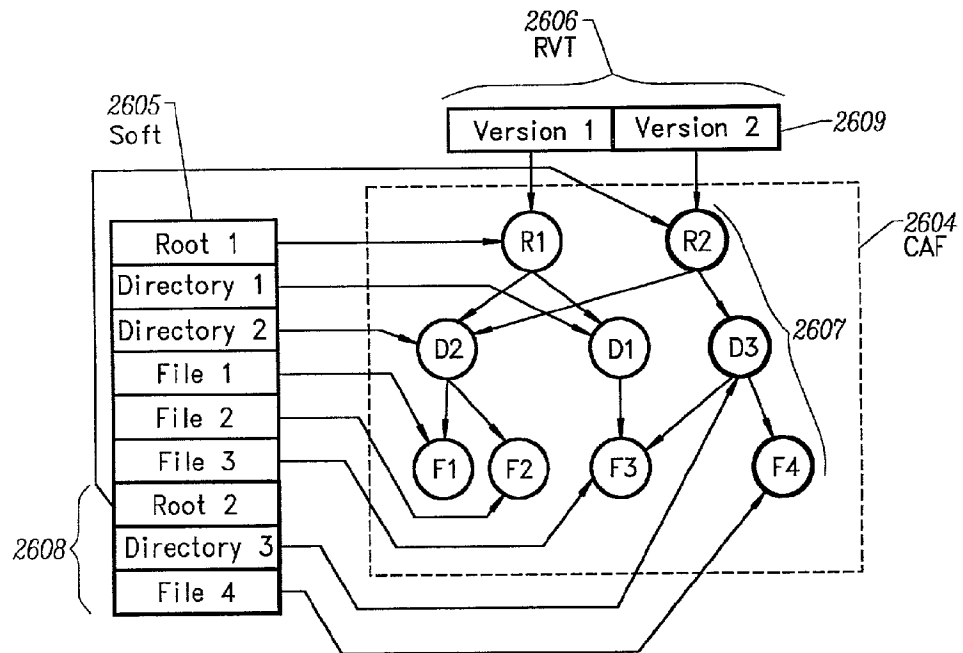 2606
RVT
2605
Soft
Version 1
Version 2
2609
2604
CAF
Root 1
R1
R2
Directory 1
Directory 2
D2
D1
D3
2607
File 1
File 2
File 3
F1
F2
F3
F4
Root 2
2608
Directory 3
File 4